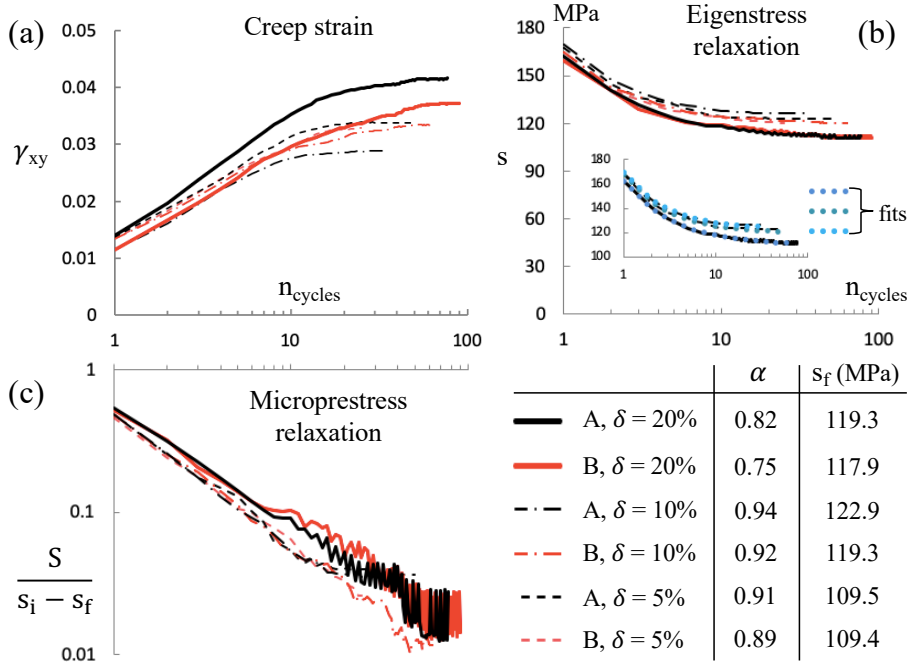 (a)
Creep strain
0.05
0.04
0.03
0.02
0.01
0
γxy
ncycles
1
10
100
MPa
Eigenstress
relaxation
(b)
180
150
120
90
60
30
0
s
180
160
140
120
100
1
10
100
fits
ncycles
1
10
100
(c)
Microprestress
relaxation
1
0.1
0.01
S
si − sf
α sf (MPa)
A, δ = 20% 0.82 119.3
B, δ = 20% 0.75 117.9
A, δ = 10% 0.94 122.9
B, δ = 10% 0.92 119.3
A, δ = 5% 0.91 109.5
B, δ = 5% 0.89 109.4